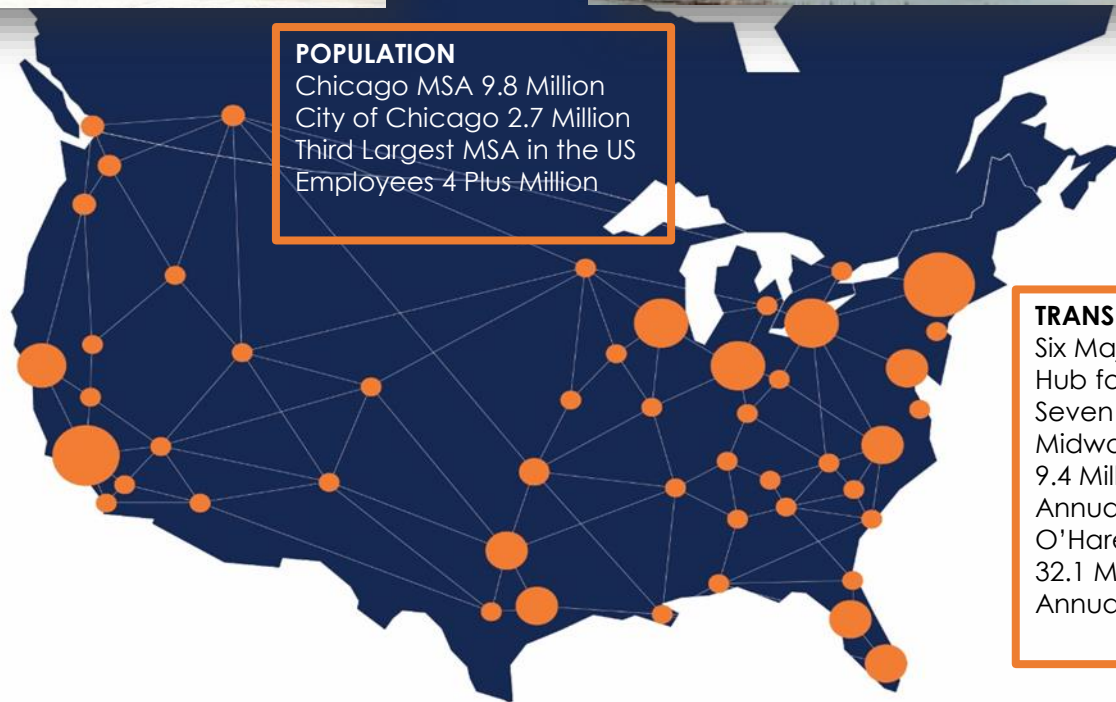 POPULATION
Chicago MSA 9.8 Million
City of Chicago 2.7 Million
Third Largest MSA in the US
Employees 4 Plus Million
TRANS
Six Ma
Hub fo
Seven
Midwa
9.4 Mill
Annua
O'Hare
32.1 M
Annua